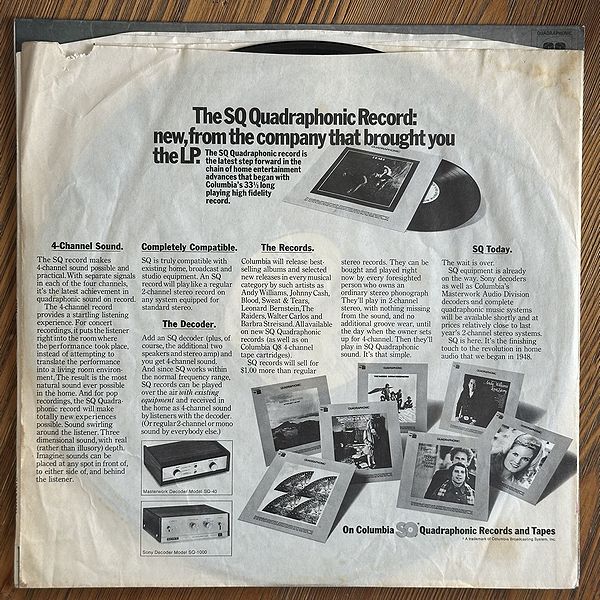 QUADRAPHONIC
The SQ Quadraphonic Record:
new, from the company that brought you
the LP.
The SQ Quadraphonic record is
the latest step forward in the
chain of home entertainment
advances that began with
Columbia's 33⅓ long
playing high fidelity
record.
4-Channel Sound.
The SQ record makes
4-channel sound possible and
practical. With separate signals
in each of the four channels,
it's the latest achievement in
quadraphonic sound on record.
The 4-channel record
provides a startling listening
experience. For concert
recordings, it puts the listener
right into the room where
the performance took place,
instead of attempting to
translate the performance
into a living room environ-
ment. The result is the most
natural sound ever possible
in the home. And for pop
recordings, the SQ Quadra-
phonic record will make
totally new experiences
possible. Sound swirling
around the listener. Three
dimensional sound, with real
(rather than illusory) depth.
Imagine: sounds can be
placed at any spot in front of,
to either side of, and behind
the listener.
Completely Compatible.
SQ is truly compatible with
existing home, broadcast and
studio equipment. An SQ
record will play like a regular
2-channel stereo record on
any system equipped for
standard stereo.
The Decoder.
Add an SQ decoder (plus, of
course, the additional two
speakers and stereo amp) and
you get 4-channel sound.
And since SQ works within
the normal frequency range,
SQ records can be played
over the air with existing
equipment and received in
the home as 4-channel sound
by listeners with the decoder.
(Or regular 2-channel or mono
sound by everybody else.)
Masterwork Decoder Model SQ-40
Sony Decoder Model SQ-1000
The Records.
Columbia will release best-
selling albums and selected
new releases in every musical
category by such artists as
Andy Williams, Johnny Cash,
Blood, Sweat & Tears,
Leonard Bernstein, The
Raiders, Walter Carlos and
Barbra Streisand. All available
on new SQ Quadraphonic
records (as well as on
Columbia Q8 4-channel
tape cartridges).
SQ records will sell for
$1.00 more than regular
stereo records. They can be
bought and played right
now by every foresighted
person who owns an
ordinary stereo phonograph.
They'll play in 2-channel
stereo, with nothing missing
from the sound, and no
additional groove wear, until
the day when the owner sets
up for 4-channel. Then they'll
play in SQ Quadraphonic
sound. It's that simple.
SQ Today.
The wait is over.
SQ equipment is already
on the way. Sony decoders
as well as Columbia's
Masterwork Audio Division
decoders and complete
quadraphonic music systems
will be available shortly and at
prices relatively close to last
year's 2-channel stereo systems.
SQ is here. It's the finishing
touch to the revolution in home
audio that we began in 1948.
QUADRAPHONIC
Andy Williams
On Columbia SQ Quadraphonic Records and Tapes
A trademark of Columbia Broadcasting System, Inc.